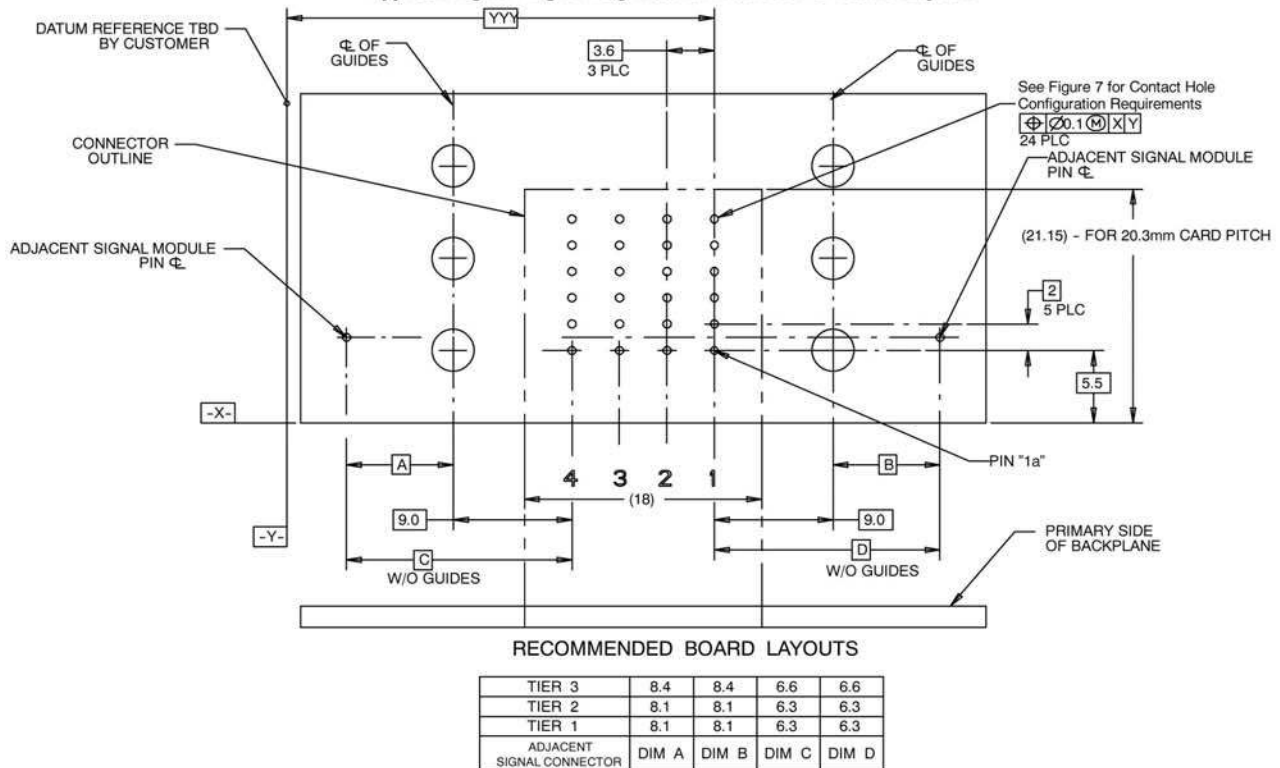 YYY
DATUM REFERENCE TBD
BY CUSTOMER
℄ OF
GUIDES
3.6
3 PLC
℄ OF
GUIDES
See Figure 7 for Contact Hole
Configuration Requirements
⌖ Ø0.1 Ⓜ X Y
24 PLC
CONNECTOR
OUTLINE
ADJACENT SIGNAL MODULE
PIN ℄
(21.15) - FOR 20.3mm CARD PITCH
ADJACENT SIGNAL MODULE
PIN ℄
2
5 PLC
5.5
-X-
A
B
PIN "1a"
4 3 2 1
(18)
9.0
9.0
-Y-
C
W/O GUIDES
D
W/O GUIDES
PRIMARY SIDE
OF BACKPLANE
RECOMMENDED BOARD LAYOUTS
TIER 3 8.4 8.4 6.6 6.6
TIER 2 8.1 8.1 6.3 6.3
TIER 1 8.1 8.1 6.3 6.3
ADJACENT
SIGNAL CONNECTOR DIM A DIM B DIM C DIM D